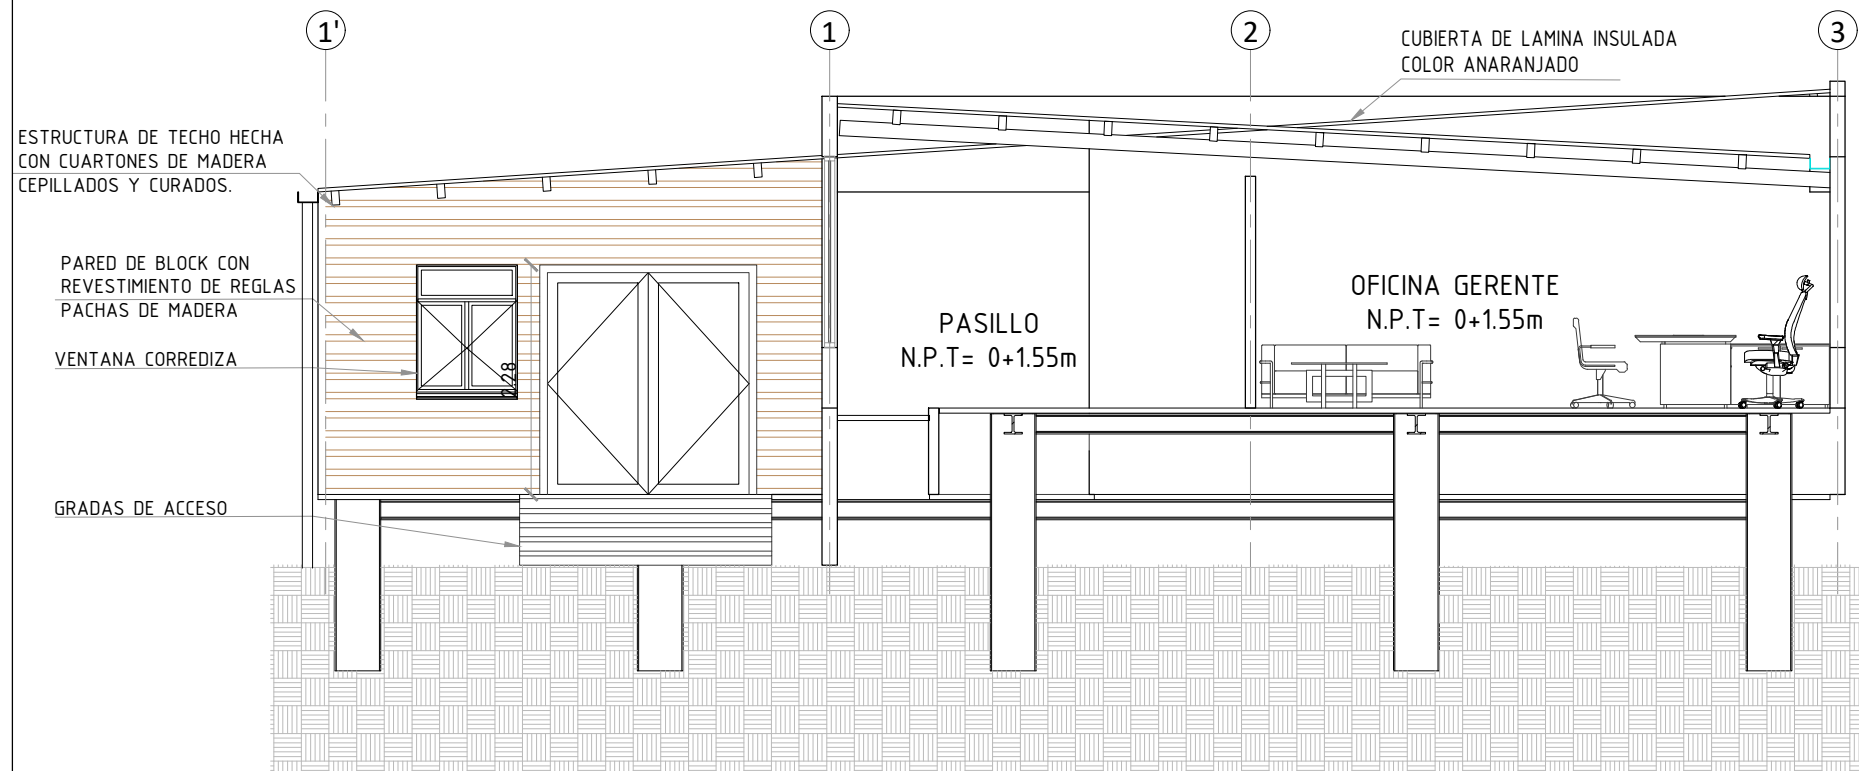 1'
1
2
3
CUBIERTA DE LAMINA INSULADA
COLOR ANARANJADO
ESTRUCTURA DE TECHO HECHA
CON CUARTONES DE MADERA
CEPILLADOS Y CURADOS.
PARED DE BLOCK CON
REVESTIMIENTO DE REGLAS
PACHAS DE MADERA
VENTANA CORREDIZA
2.28
PASILLO
N.P.T= 0+1.55m
OFICINA GERENTE
N.P.T= 0+1.55m
GRADAS DE ACCESO